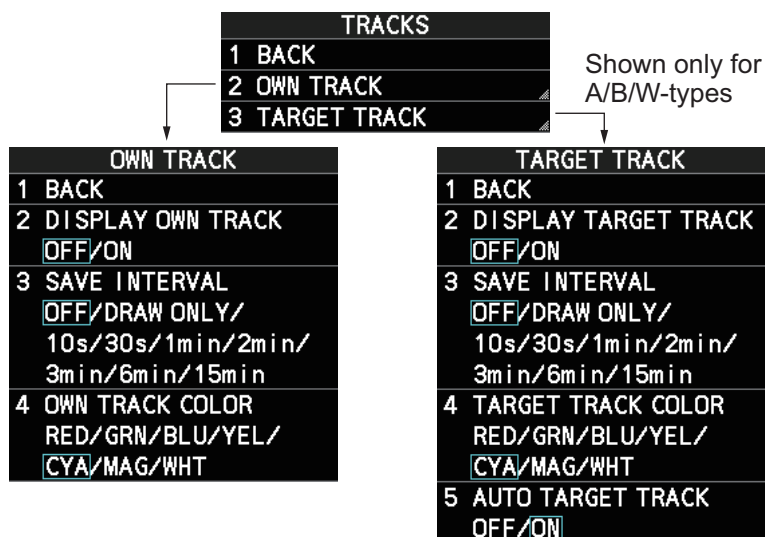 TRACKS
1 BACK
2 OWN TRACK
3 TARGET TRACK
Shown only for
A/B/W-types
OWN TRACK
1 BACK
2 DISPLAY OWN TRACK
OFF/ON
3 SAVE INTERVAL
OFF/DRAW ONLY/
10s/30s/1min/2min/
3min/6min/15min
4 OWN TRACK COLOR
RED/GRN/BLU/YEL/
CYA/MAG/WHT
TARGET TRACK
1 BACK
2 DISPLAY TARGET TRACK
OFF/ON
3 SAVE INTERVAL
OFF/DRAW ONLY/
10s/30s/1min/2min/
3min/6min/15min
4 TARGET TRACK COLOR
RED/GRN/BLU/YEL/
CYA/MAG/WHT
5 AUTO TARGET TRACK
OFF/ON